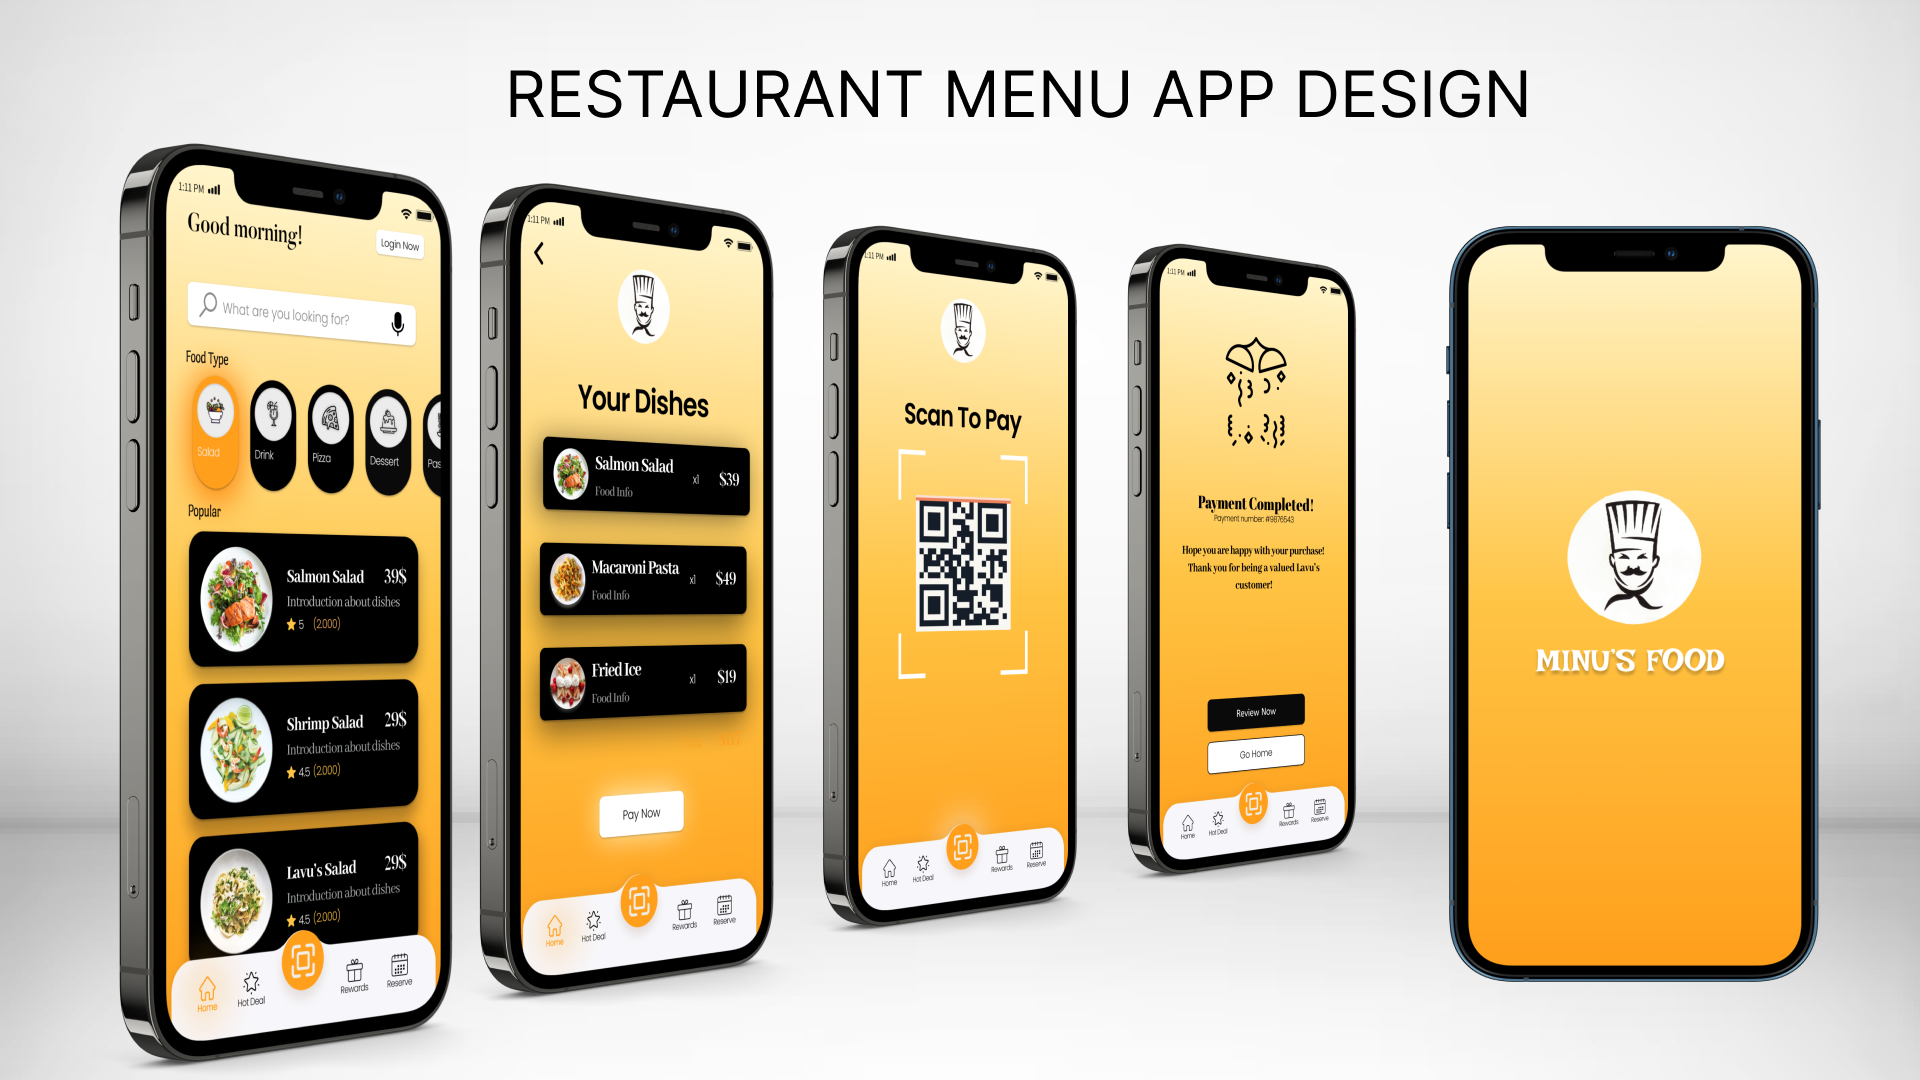 RESTAURANT MENU APP DESIGN
1:11 PM
Good morning!
Login Now
What are you looking for?
Food Type
Salad
Drink
Pizza
Dessert
Pas
Popular
Salmon Salad 39$
Introduction about dishes
5 (2.000)
Shrimp Salad 29$
Introduction about dishes
4.5 (2.000)
Lavu's Salad 29$
Introduction about dishes
4.5 (2.000)
Home
Hot Deal
Rewards
Reserve
1:11 PM
Your Dishes
Salmon Salad x1 $39
Food Info
Macaroni Pasta x1 $49
Food Info
Fried Ice x1 $19
Food Info
Pay Now
Home
Hot Deal
Rewards
Reserve
1:11 PM
Scan To Pay
Home
Hot Deal
Rewards
Reserve
1:11 PM
Payment Completed!
Payment number: #9876543
Hope you are happy with your purchase!
Thank you for being a valued Lavu's
customer!
Review Now
Go Home
Home
Hot Deal
Rewards
Reserve
MINU'S FOOD